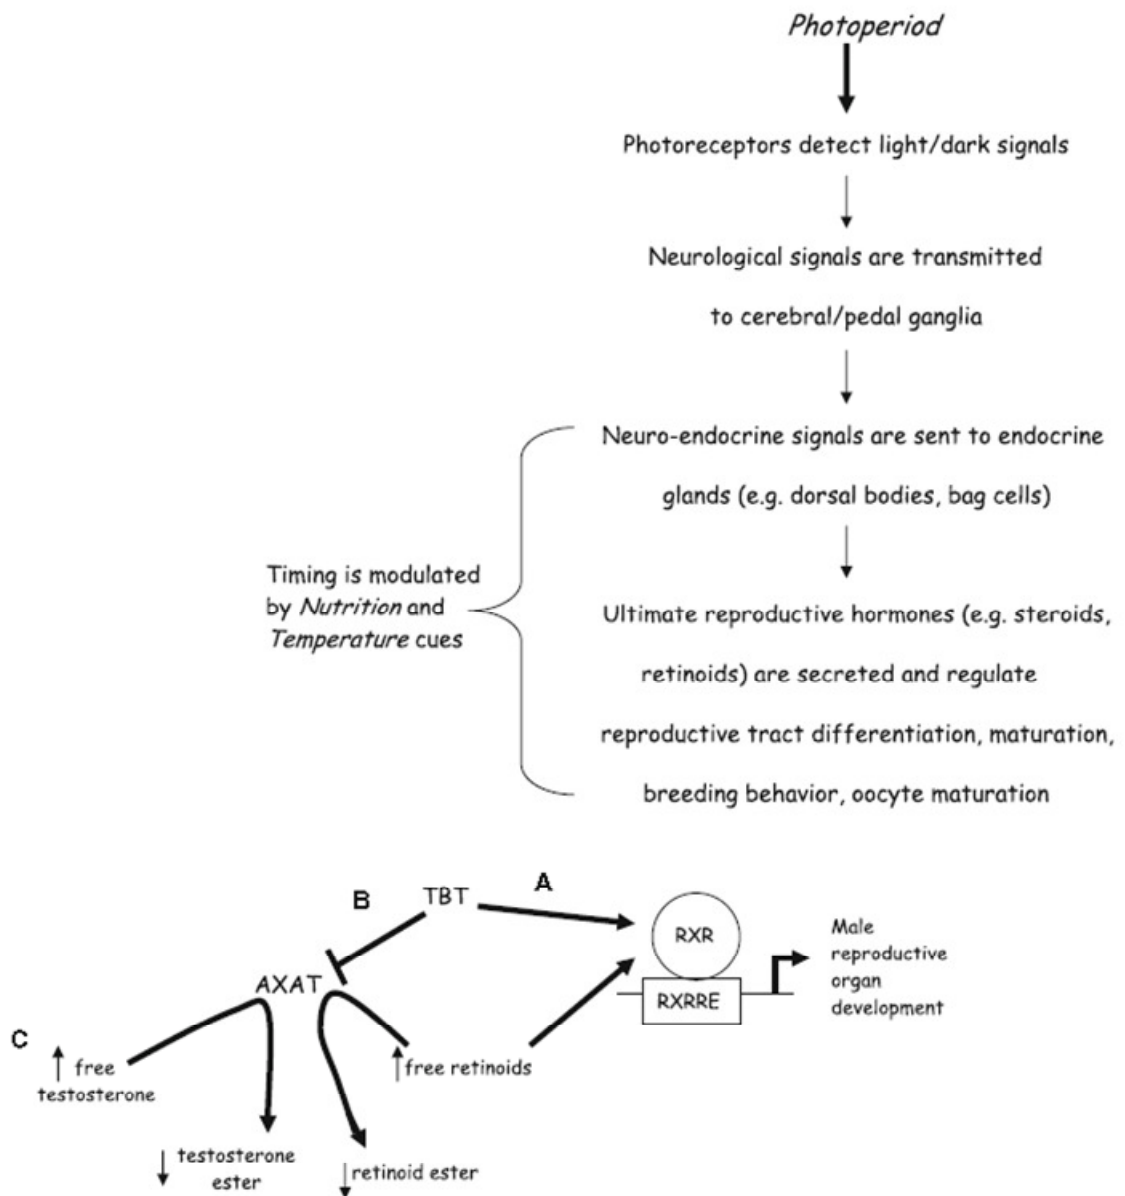 Photoperiod
Photoreceptors detect light/dark signals
Neurological signals are transmitted
to cerebral/pedal ganglia
Neuro-endocrine signals are sent to endocrine
glands (e.g. dorsal bodies, bag cells)
Timing is modulated
by Nutrition and
Temperature cues
Ultimate reproductive hormones (e.g. steroids,
retinoids) are secreted and regulate
reproductive tract differentiation, maturation,
breeding behavior, oocyte maturation
B
TBT
A
RXR
RXRRE
Male
reproductive
organ
development
AXAT
C
free
testosterone
free retinoids
testosterone
ester
retinoid ester